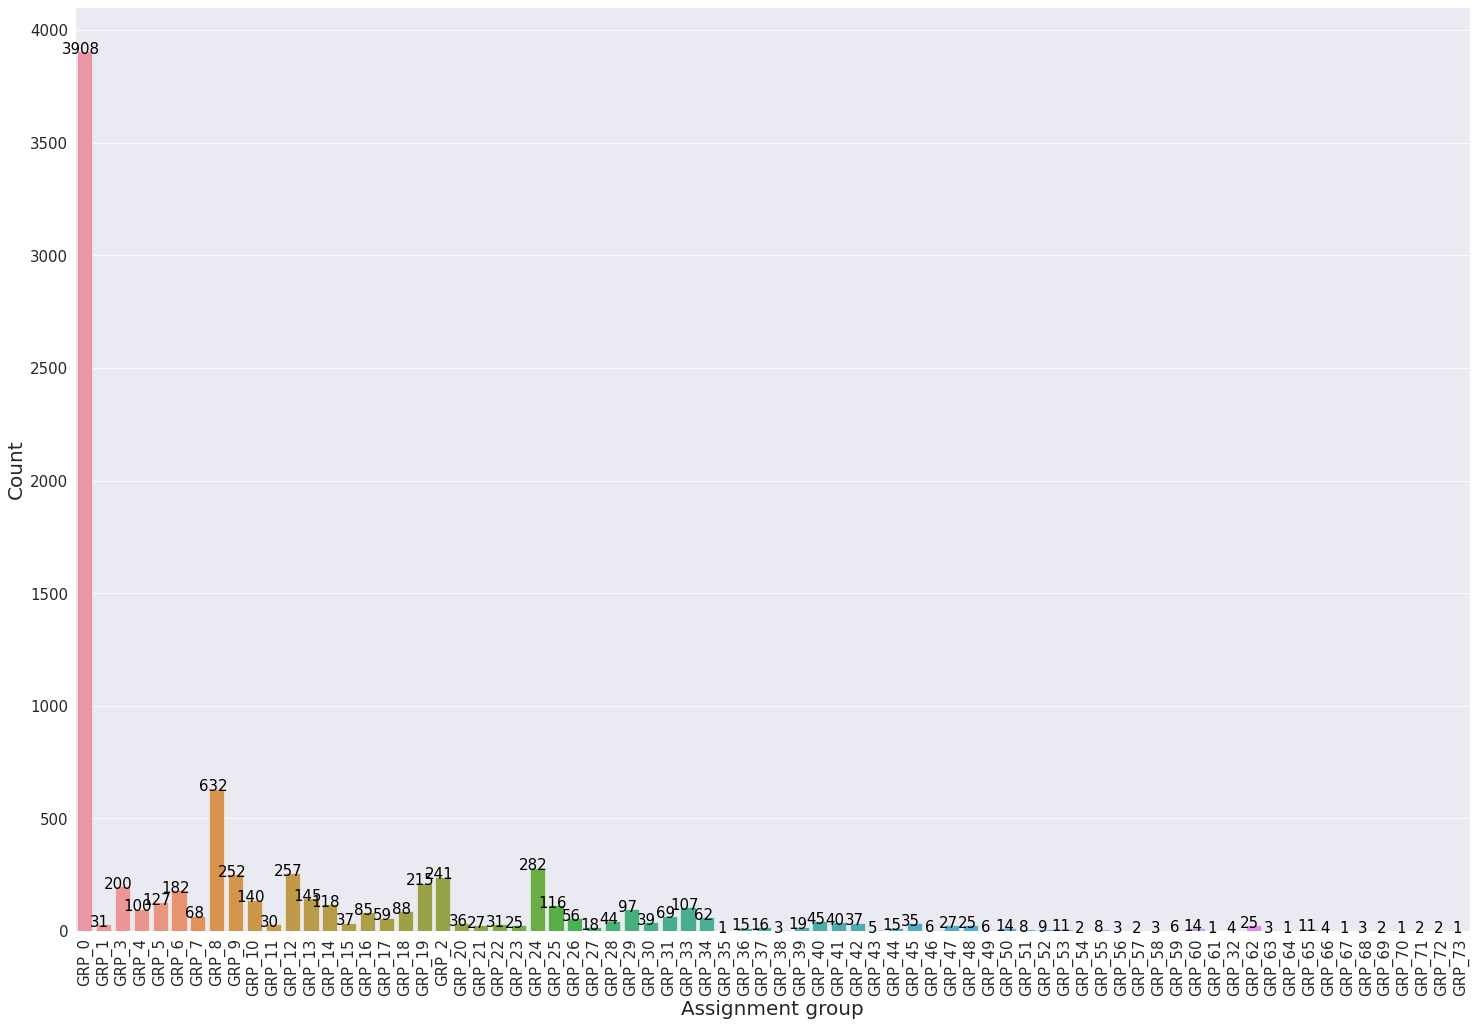 4000
3500
3000
2500
2000
1500
1000
500
0
Count
3908
31
200
100
127
182
68
632
252
140
30
257
145
118
37
85
59
88
215
241
36
27
31
25
282
116
56
18
44
97
39
69
107
62
1
15
16
3
19
45
40
37
5
15
35
6
27
25
6
14
8
9
11
2
8
3
2
3
6
14
1
4
25
3
1
11
4
1
3
2
1
2
2
1
GRP_0
GRP_1
GRP_3
GRP_4
GRP_5
GRP_6
GRP_7
GRP_8
GRP_9
GRP_10
GRP_11
GRP_12
GRP_13
GRP_14
GRP_15
GRP_16
GRP_17
GRP_18
GRP_19
GRP_2
GRP_20
GRP_21
GRP_22
GRP_23
GRP_24
GRP_25
GRP_26
GRP_27
GRP_28
GRP_29
GRP_30
GRP_31
GRP_33
GRP_34
GRP_35
GRP_36
GRP_37
GRP_38
GRP_39
GRP_40
GRP_41
GRP_42
GRP_43
GRP_44
GRP_45
GRP_46
GRP_47
GRP_48
GRP_49
GRP_50
GRP_51
GRP_52
GRP_53
GRP_54
GRP_55
GRP_56
GRP_57
GRP_58
GRP_59
GRP_60
GRP_61
GRP_32
GRP_62
GRP_63
GRP_64
GRP_65
GRP_66
GRP_67
GRP_68
GRP_69
GRP_70
GRP_71
GRP_72
GRP_73
Assignment group